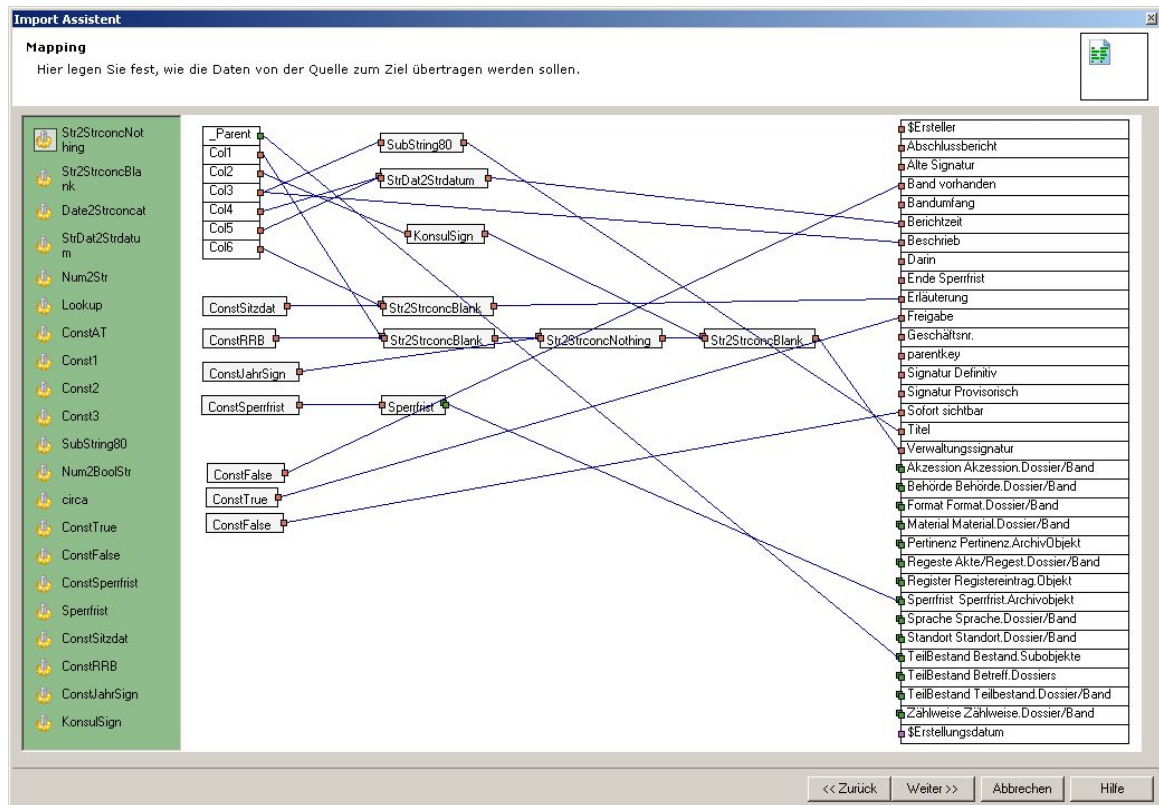 Import Assistent
Mapping
Hier legen Sie fest, wie die Daten von der Quelle zum Ziel übertragen werden sollen.
Str2StrconcNot
hing
Str2StrconcBla
nk
Date2Strconcat
StrDat2Strdatu
m
Num2Str
Lookup
ConstAT
Const1
Const2
Const3
SubString80
Num2BoolStr
circa
ConstTrue
ConstFalse
ConstSperrfrist
Sperrfrist
ConstSitzdat
ConstRRB
ConstJahrSign
KonsulSign
_Parent
Col1
Col2
Col3
Col4
Col5
Col6
SubString80
StrDat2Strdatum
KonsulSign
ConstSitzdat
Str2StrconcBlank
ConstRRB
Str2StrconcBlank
Str2StrconcNothing
Str2StrconcBlank
ConstJahrSign
ConstSperrfrist
Sperrfrist
ConstFalse
ConstTrue
ConstFalse
$Ersteller
Abschlussbericht
Alte Signatur
Band vorhanden
Bandumfang
Berichtzeit
Beschrieb
Darin
Ende Sperrfrist
Erläuterung
Freigabe
Geschäftsnr.
parentkey
Signatur Definitiv
Signatur Provisorisch
Sofort sichtbar
Titel
Verwaltungssignatur
Akzession Akzession.Dossier/Band
Behörde Behörde.Dossier/Band
Format Format.Dossier/Band
Material Material.Dossier/Band
Pertinenz Pertinenz.ArchivObjekt
Regeste Akte/Regest.Dossier/Band
Register Registereintrag.Objekt
Sperrfrist Sperrfrist.Archivobjekt
Sprache Sprache.Dossier/Band
Standort Standort.Dossier/Band
TeilBestand Bestand.Subobjekte
TeilBestand Betreff.Dossiers
TeilBestand Teilbestand.Dossier/Band
Zählweise Zählweise.Dossier/Band
$Erstellungsdatum
<< Zurück
Weiter >>
Abbrechen
Hilfe